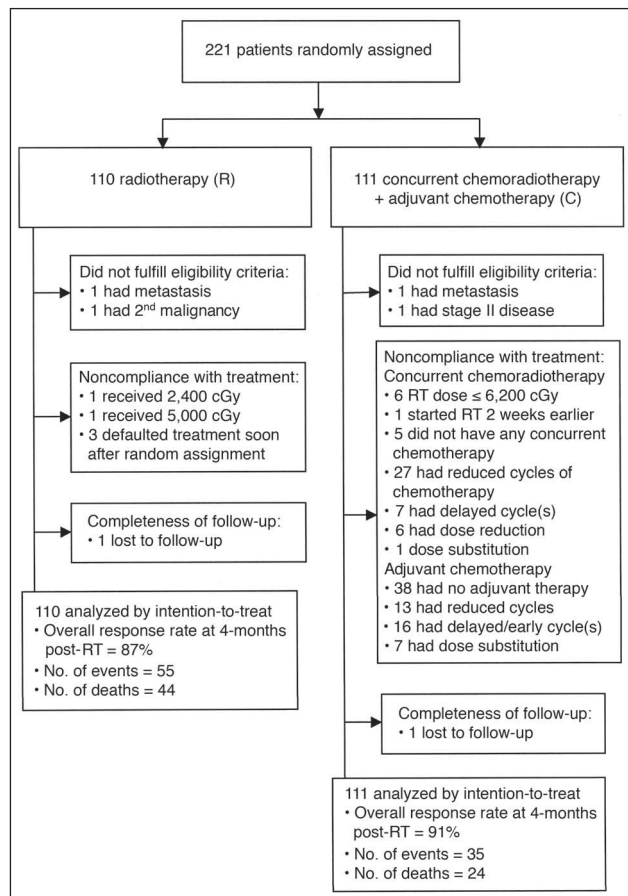 221 patients randomly assigned
110 radiotherapy (R)
111 concurrent chemoradiotherapy
+ adjuvant chemotherapy (C)
Did not fulfill eligibility criteria:
• 1 had metastasis
• 1 had 2nd malignancy
Noncompliance with treatment:
• 1 received 2,400 cGy
• 1 received 5,000 cGy
• 3 defaulted treatment soon
after random assignment
Completeness of follow-up:
• 1 lost to follow-up
110 analyzed by intention-to-treat
• Overall response rate at 4-months
post-RT = 87%
• No. of events = 55
• No. of deaths = 44
Did not fulfill eligibility criteria:
• 1 had metastasis
• 1 had stage II disease
Noncompliance with treatment:
Concurrent chemoradiotherapy
• 6 RT dose ≤ 6,200 cGy
• 1 started RT 2 weeks earlier
• 5 did not have any concurrent
chemotherapy
• 27 had reduced cycles of
chemotherapy
• 7 had delayed cycle(s)
• 6 had dose reduction
• 1 dose substitution
Adjuvant chemotherapy
• 38 had no adjuvant therapy
• 13 had reduced cycles
• 16 had delayed/early cycle(s)
• 7 had dose substitution
Completeness of follow-up:
• 1 lost to follow-up
111 analyzed by intention-to-treat
• Overall response rate at 4-months
post-RT = 91%
• No. of events = 35
• No. of deaths = 24